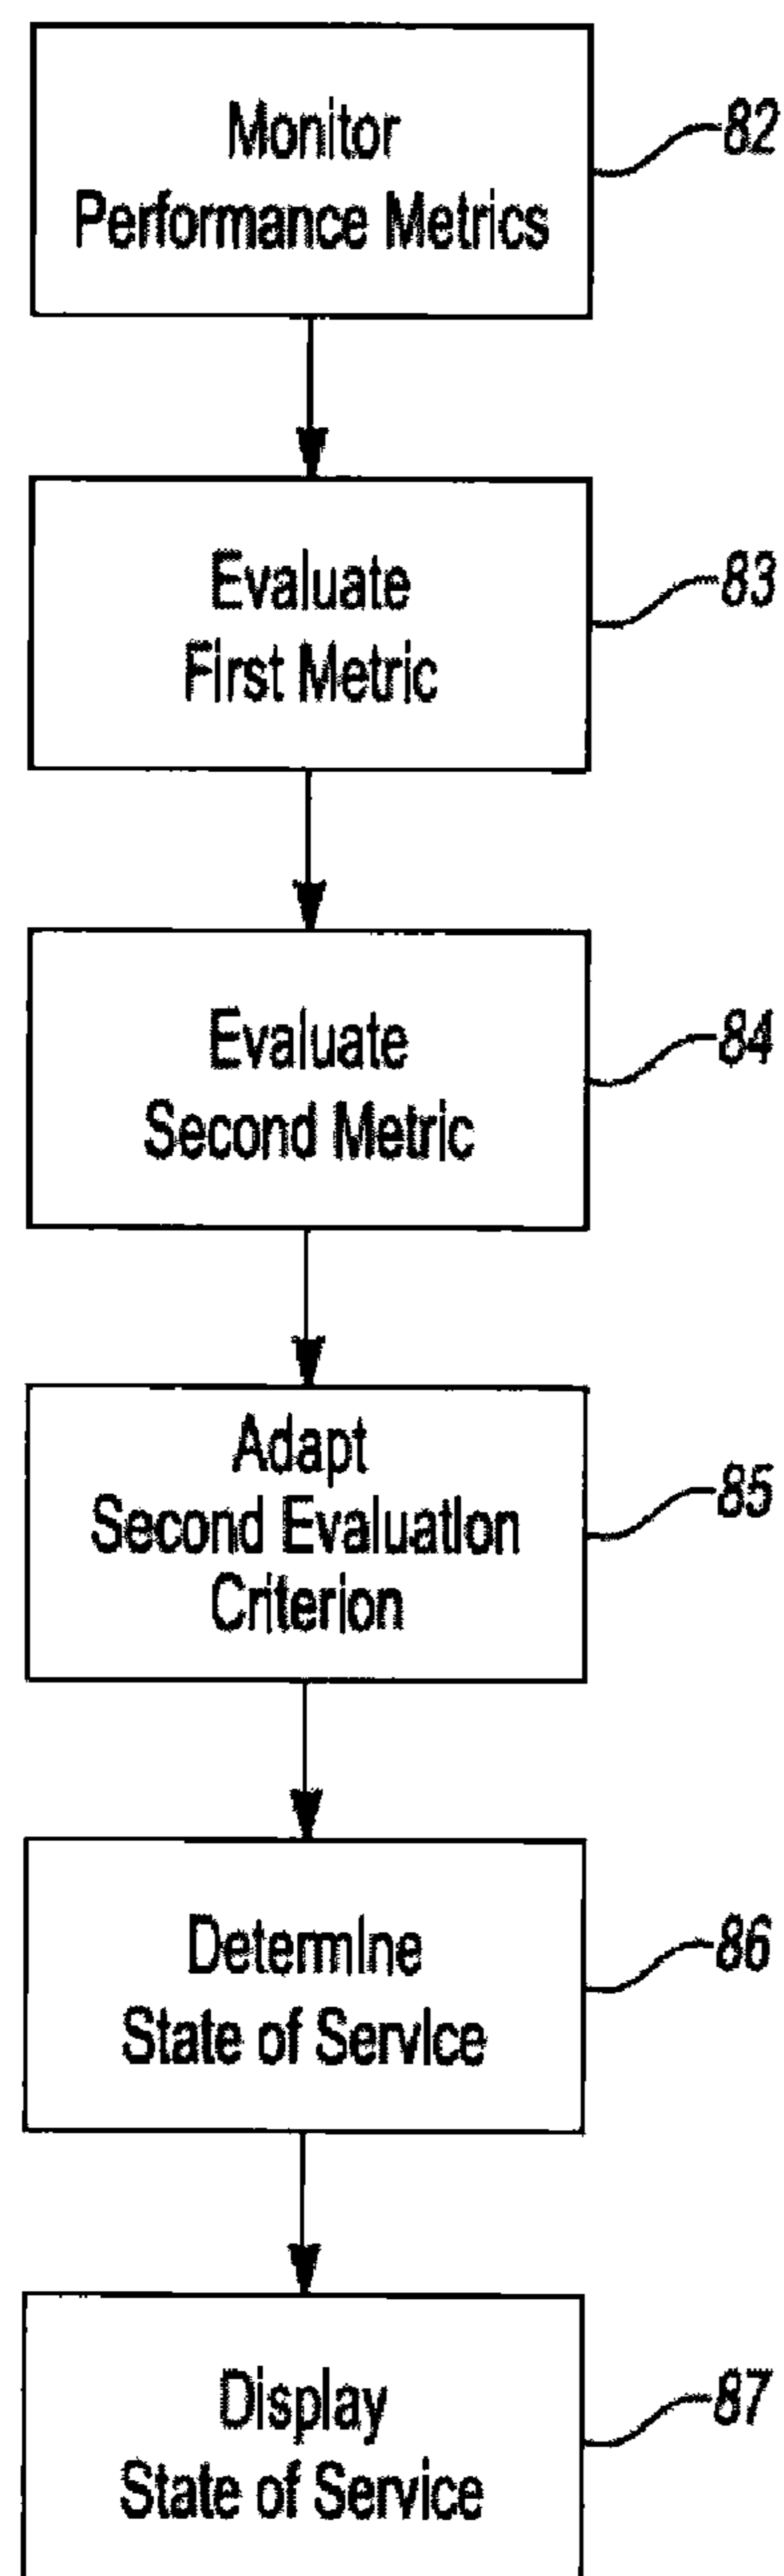 Monitor
Performance Metrics
82
Evaluate
First Metric
83
Evaluate
Second Metric
84
Adapt
Second Evaluation
Criterion
85
Determine
State of Service
86
Display
State of Service
87